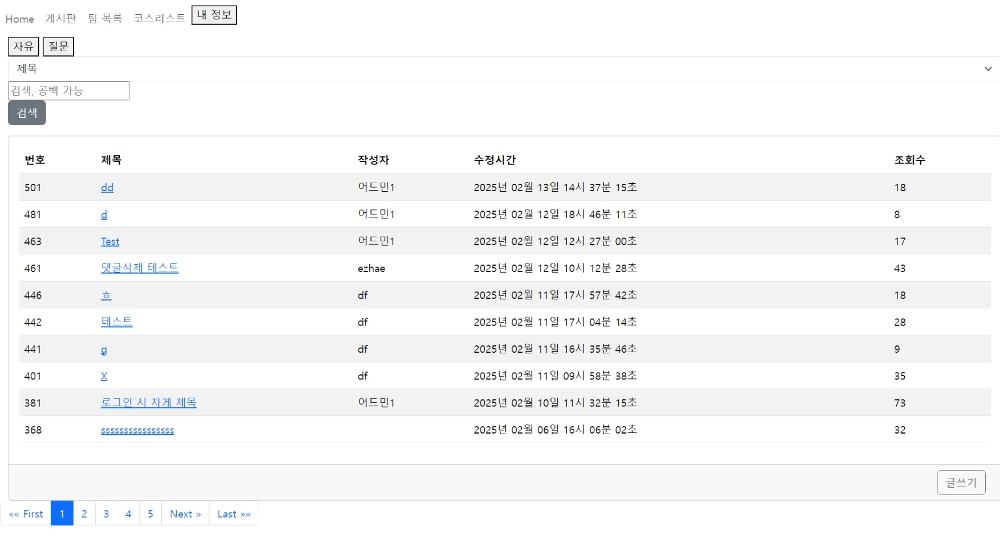 Home 게시판 팀 목록 코스리스트 내 정보
자유 질문
제목
검색, 공백 가능
검색
번호 제목 작성자 수정시간 조회수
501 dd 어드민1 2025년 02월 13일 14시 37분 15초 18
481 d 어드민1 2025년 02월 12일 18시 46분 11초 8
463 Test 어드민1 2025년 02월 12일 12시 27분 00초 17
461 댓글삭제 테스트 ezhae 2025년 02월 12일 10시 12분 28초 43
446 ㅎ df 2025년 02월 11일 17시 57분 42초 18
442 테스트 df 2025년 02월 11일 17시 04분 14초 28
441 g df 2025년 02월 11일 16시 35분 46초 9
401 X df 2025년 02월 11일 09시 58분 38초 35
381 로그인 시 자게 제목 어드민1 2025년 02월 10일 11시 32분 15초 73
368 ssssssssssssssss 2025년 02월 06일 16시 06분 02초 32
글쓰기
«« First 1 2 3 4 5 Next » Last »»